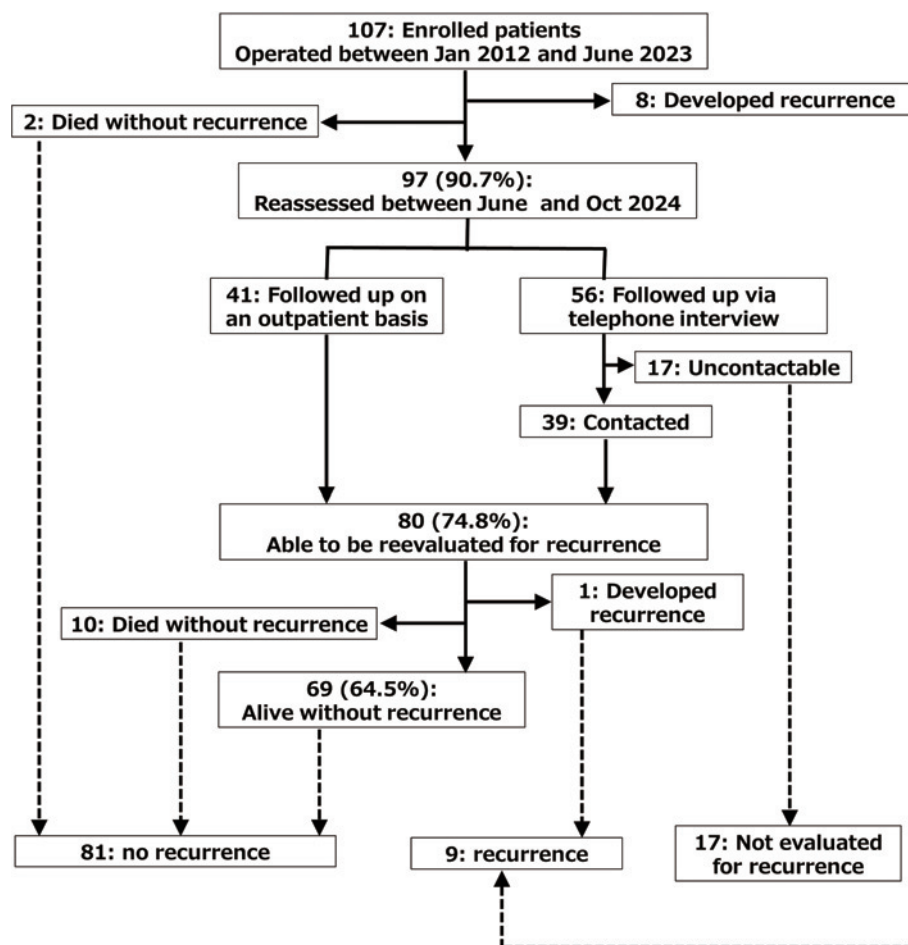 107: Enrolled patients
Operated between Jan 2012 and June 2023
8: Developed recurrence
2: Died without recurrence
97 (90.7%):
Reassessed between June and Oct 2024
41: Followed up on
an outpatient basis
56: Followed up via
telephone interview
17: Uncontactable
39: Contacted
80 (74.8%):
Able to be reevaluated for recurrence
1: Developed
recurrence
10: Died without recurrence
69 (64.5%):
Alive without recurrence
81: no recurrence
9: recurrence
17: Not evaluated
for recurrence